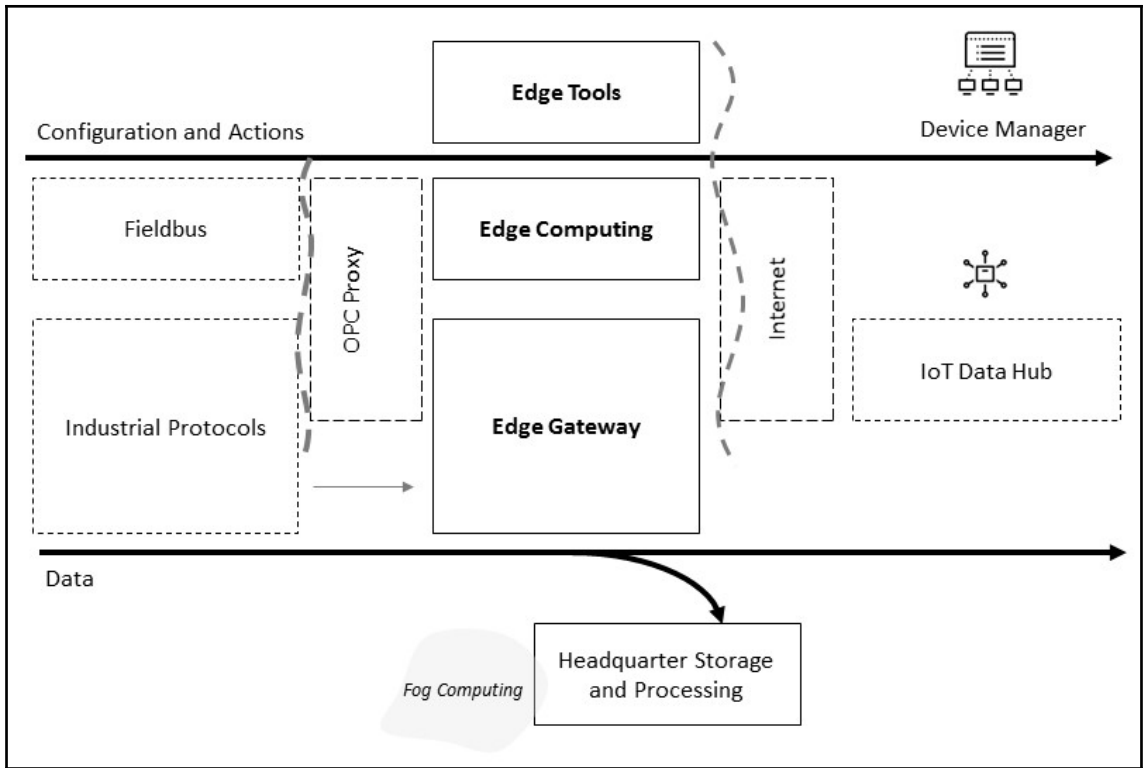 Edge Tools
Configuration and Actions
Device Manager
Fieldbus
OPC Proxy
Edge Computing
Internet
Industrial Protocols
Edge Gateway
IoT Data Hub
Data
Fog Computing
Headquarter Storage
and Processing